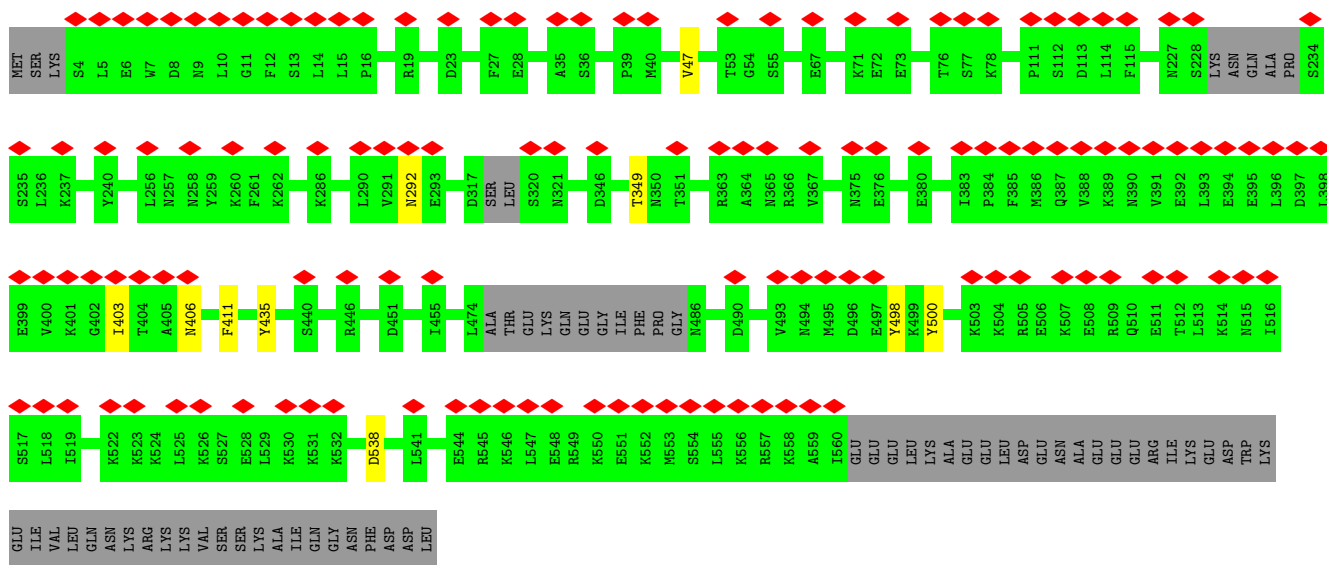 MET SER LYS S4 L5 E6 W7 D8 N9 L10 G11 F12 S13 L14 L15 P16 R19 D23 F27 E28 A35 S36 P39 M40 V47 T53 G54 S55 E67 K71 E72 E73 T76 S77 K78 P111 S112 D113 L114 F115 N227 S228 LYS ASN GLN ALA PRO S234
S235 L236 K237 Y240 L256 N257 N258 Y259 K260 F261 K262 K286 L290 V291 N292 E293 D317 SER LEU S320 N321 D346 T349 N350 T351 R363 A364 N365 R366 V367 N375 E376 E380 I383 P384 F385 M386 Q387 V388 K389 N390 V391 E392 L393 E394 E395 L396 D397 L398
E399 V400 K401 G402 I403 T404 A405 N406 F411 Y435 S440 R446 D451 I455 L474 ALA THR GLU LYS GLN GLU GLY ILE PHE PRO GLY N486 D490 V493 N494 M495 D496 E497 Y498 K499 Y500 K503 K504 R505 E506 K507 E508 R509 Q510 E511 T512 L513 K514 N515 I516
S517 L518 I519 K522 K523 K524 L525 K526 S527 E528 L529 K530 K531 K532 D538 L541 E544 R545 K546 L547 E548 R549 K550 E551 K552 M553 S554 L555 K556 R557 K558 A559 I560 GLU GLU GLU LEU LYS ALA GLU GLU LEU ASP GLU ASN ALA GLU GLU GLU ARG ILE LYS GLU ASP TRP LYS
GLU ILE VAL LEU GLN ASN LYS ARG LYS LYS VAL SER SER LYS ALA ILE GLN GLY ASN PHE ASP ASP LEU